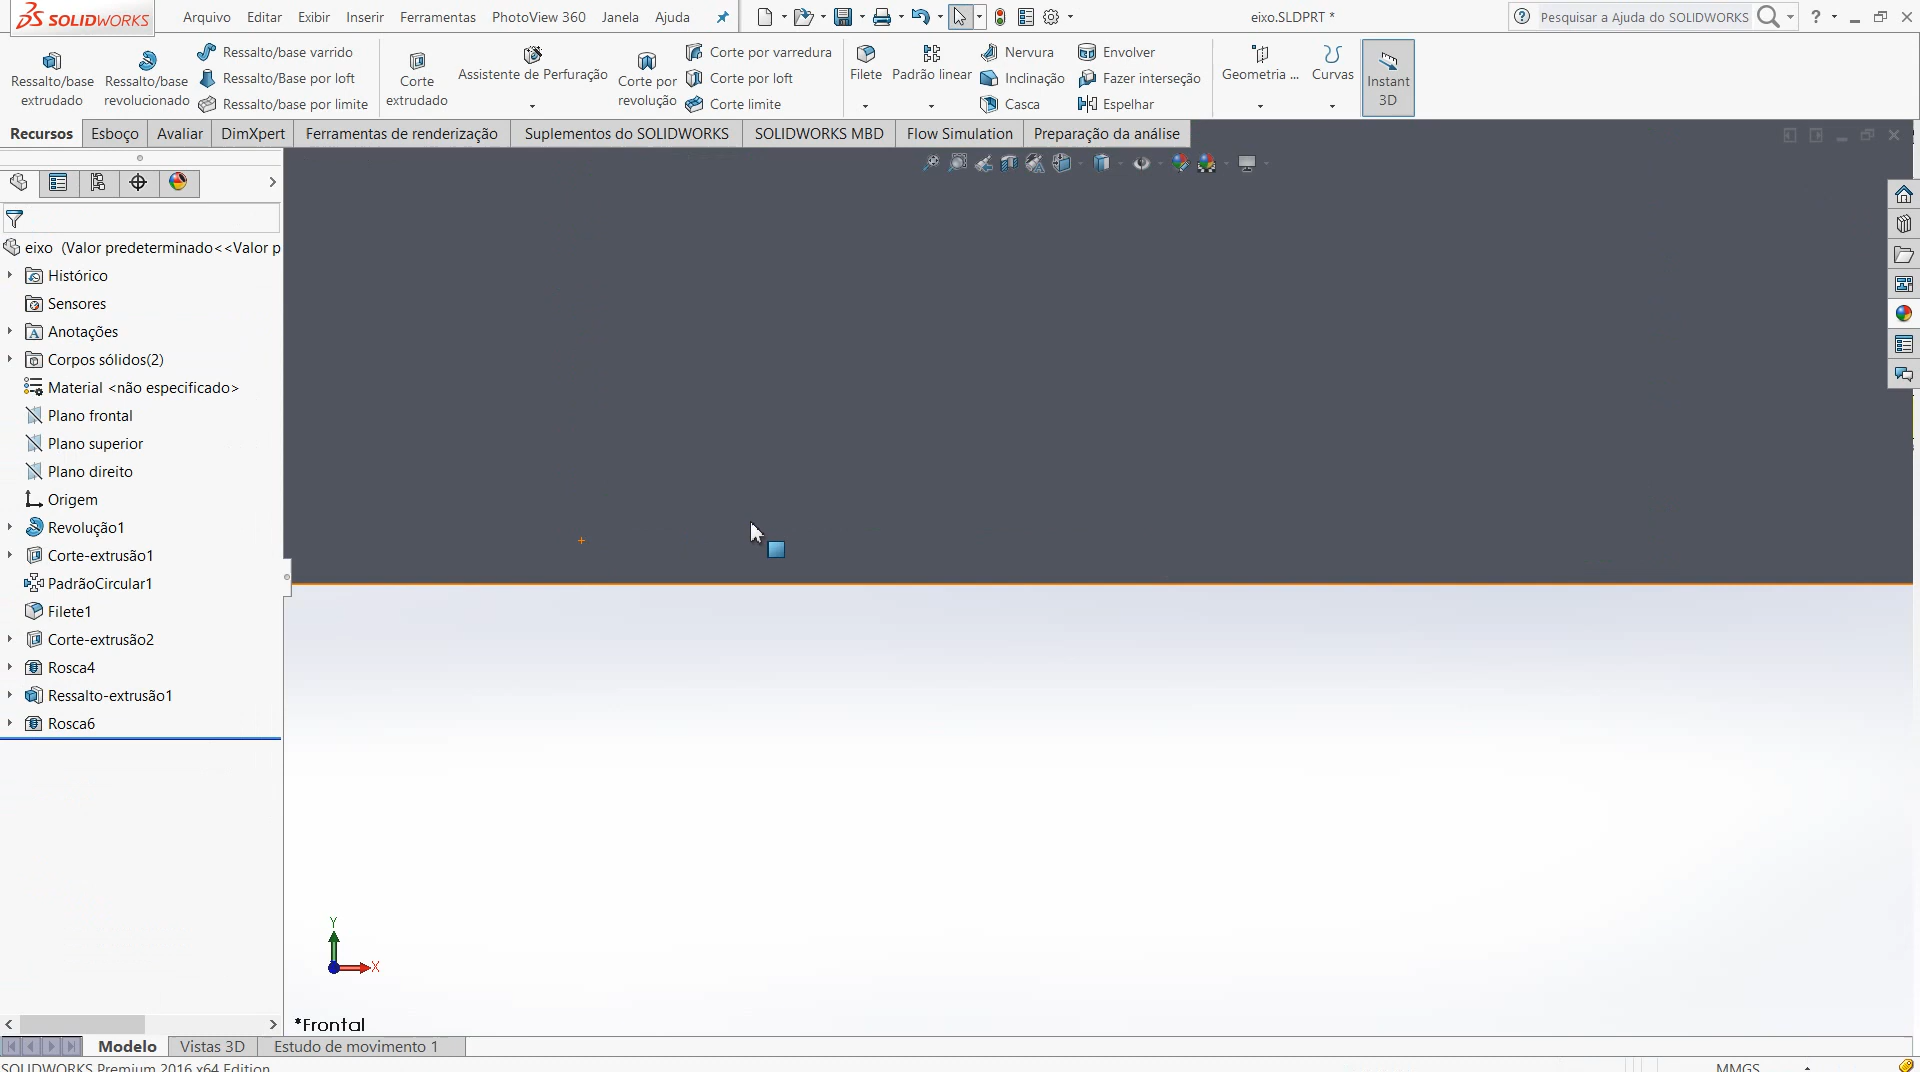 SOLIDWORKS
Arquivo Editar Exibir Inserir Ferramentas PhotoView 360 Janela Ajuda
eixo.SLDPRT *
Pesquisar a Ajuda do SOLIDWORKS
?
Ressalto/base extrudado
Ressalto/base revolucionado
Ressalto/base varrido
Ressalto/Base por loft
Ressalto/base por limite
Corte extrudado
Assistente de Perfuração
Corte por revolução
Corte por varredura
Corte por loft
Corte limite
Filete
Padrão linear
Nervura
Inclinação
Casca
Envolver
Fazer interseção
Espelhar
Geometria ...
Curvas
Instant 3D
Recursos Esboço Avaliar DimXpert Ferramentas de renderização Suplementos do SOLIDWORKS SOLIDWORKS MBD Flow Simulation Preparação da análise
eixo (Valor predeterminado<<Valor p
Histórico
Sensores
Anotações
Corpos sólidos(2)
Material <não especificado>
Plano frontal
Plano superior
Plano direito
Origem
Revolução1
Corte-extrusão1
PadrãoCircular1
Filete1
Corte-extrusão2
Rosca4
Ressalto-extrusão1
Rosca6
Y
X
*Frontal
Modelo Vistas 3D Estudo de movimento 1
SOLIDWORKS Premium 2016 x64 Edition
MMGS